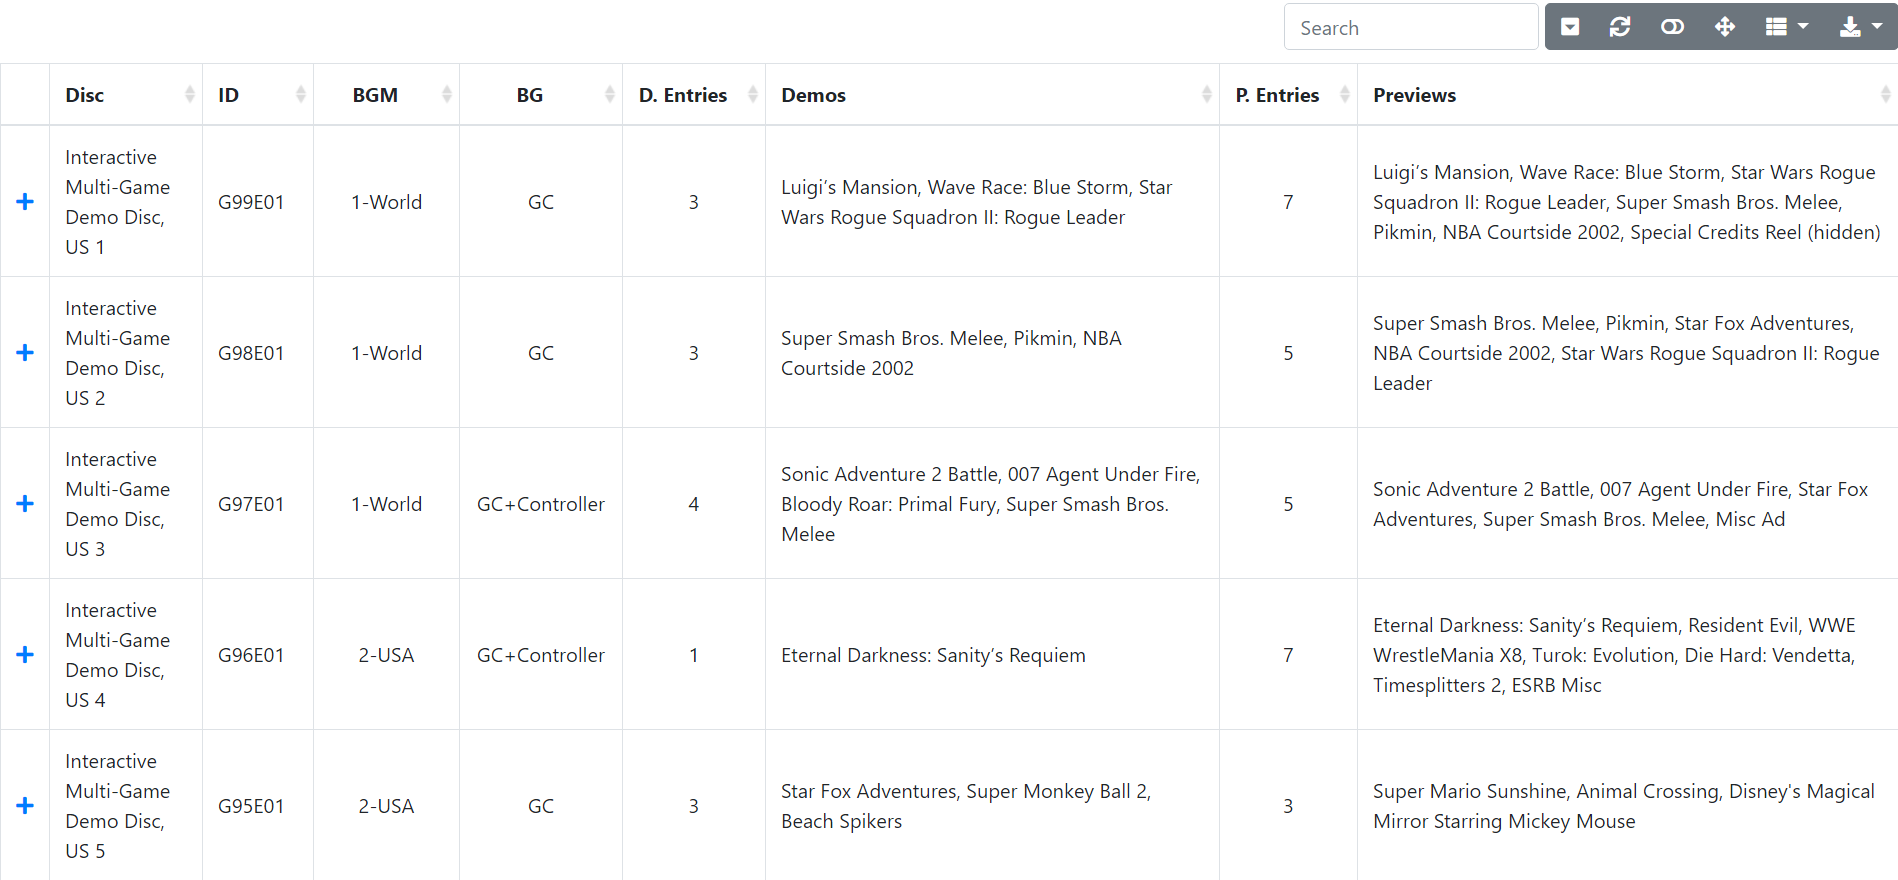 Search
Disc ID BGM BG D. Entries Demos P. Entries Previews
Interactive
Multi-Game
Demo Disc,
US 1
G99E01
1-World
GC
3
Luigi’s Mansion, Wave Race: Blue Storm, Star
Wars Rogue Squadron II: Rogue Leader
7
Luigi’s Mansion, Wave Race: Blue Storm, Star Wars Rogue
Squadron II: Rogue Leader, Super Smash Bros. Melee,
Pikmin, NBA Courtside 2002, Special Credits Reel (hidden)
Interactive
Multi-Game
Demo Disc,
US 2
G98E01
1-World
GC
3
Super Smash Bros. Melee, Pikmin, NBA
Courtside 2002
5
Super Smash Bros. Melee, Pikmin, Star Fox Adventures,
NBA Courtside 2002, Star Wars Rogue Squadron II: Rogue
Leader
Interactive
Multi-Game
Demo Disc,
US 3
G97E01
1-World
GC+Controller
4
Sonic Adventure 2 Battle, 007 Agent Under Fire,
Bloody Roar: Primal Fury, Super Smash Bros.
Melee
5
Sonic Adventure 2 Battle, 007 Agent Under Fire, Star Fox
Adventures, Super Smash Bros. Melee, Misc Ad
Interactive
Multi-Game
Demo Disc,
US 4
G96E01
2-USA
GC+Controller
1
Eternal Darkness: Sanity’s Requiem
7
Eternal Darkness: Sanity’s Requiem, Resident Evil, WWE
WrestleMania X8, Turok: Evolution, Die Hard: Vendetta,
Timesplitters 2, ESRB Misc
Interactive
Multi-Game
Demo Disc,
US 5
G95E01
2-USA
GC
3
Star Fox Adventures, Super Monkey Ball 2,
Beach Spikers
3
Super Mario Sunshine, Animal Crossing, Disney's Magical
Mirror Starring Mickey Mouse